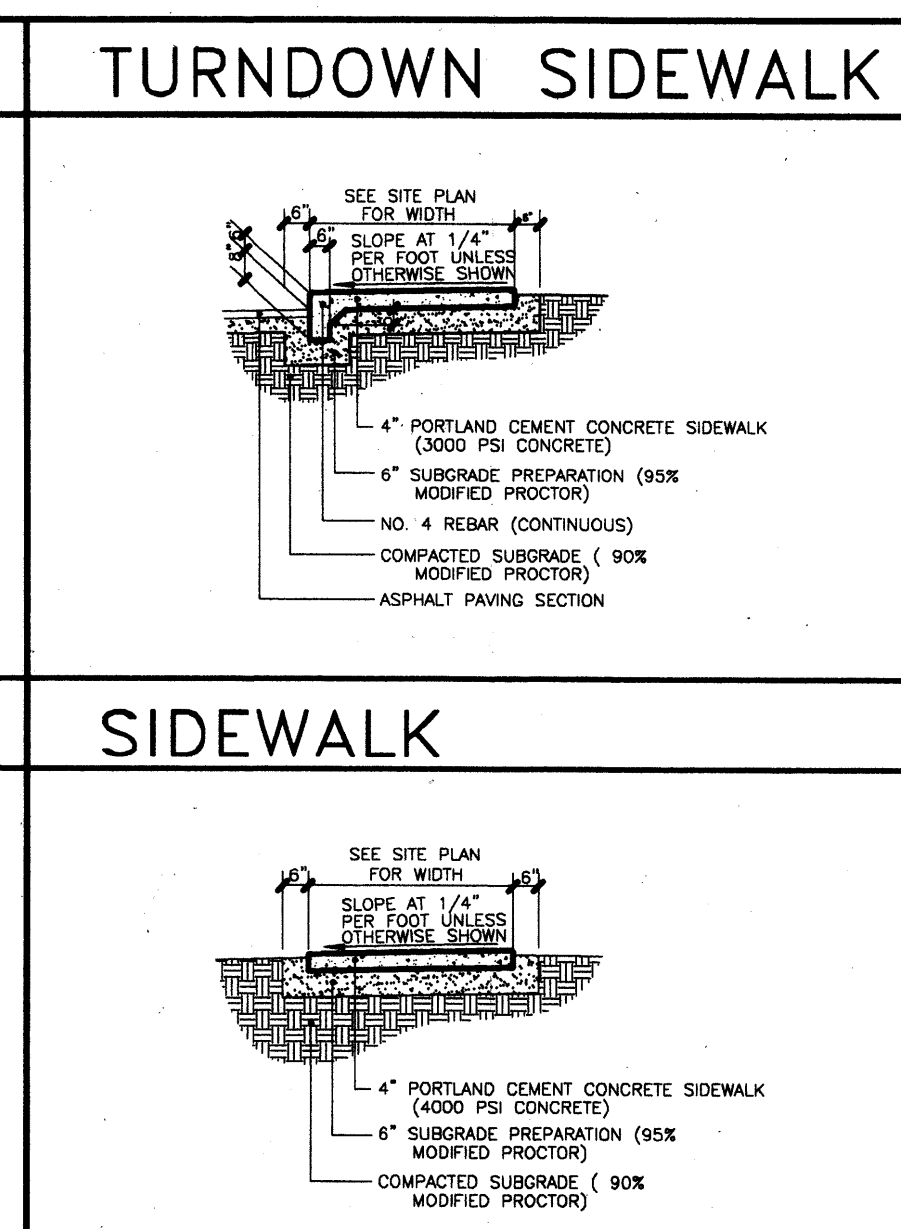 TURNDOWN SIDEWALK
SEE SITE PLAN
FOR WIDTH
6"
6"
SLOPE AT 1/4"
PER FOOT UNLESS
OTHERWISE SHOWN
6"
8"
4" PORTLAND CEMENT CONCRETE SIDEWALK
(3000 PSI CONCRETE)
6" SUBGRADE PREPARATION (95%
MODIFIED PROCTOR)
NO. 4 REBAR (CONTINUOUS)
COMPACTED SUBGRADE ( 90%
MODIFIED PROCTOR)
ASPHALT PAVING SECTION
SIDEWALK
SEE SITE PLAN
FOR WIDTH
6"
6"
SLOPE AT 1/4"
PER FOOT UNLESS
OTHERWISE SHOWN
4" PORTLAND CEMENT CONCRETE SIDEWALK
(4000 PSI CONCRETE)
6" SUBGRADE PREPARATION (95%
MODIFIED PROCTOR)
COMPACTED SUBGRADE ( 90%
MODIFIED PROCTOR)